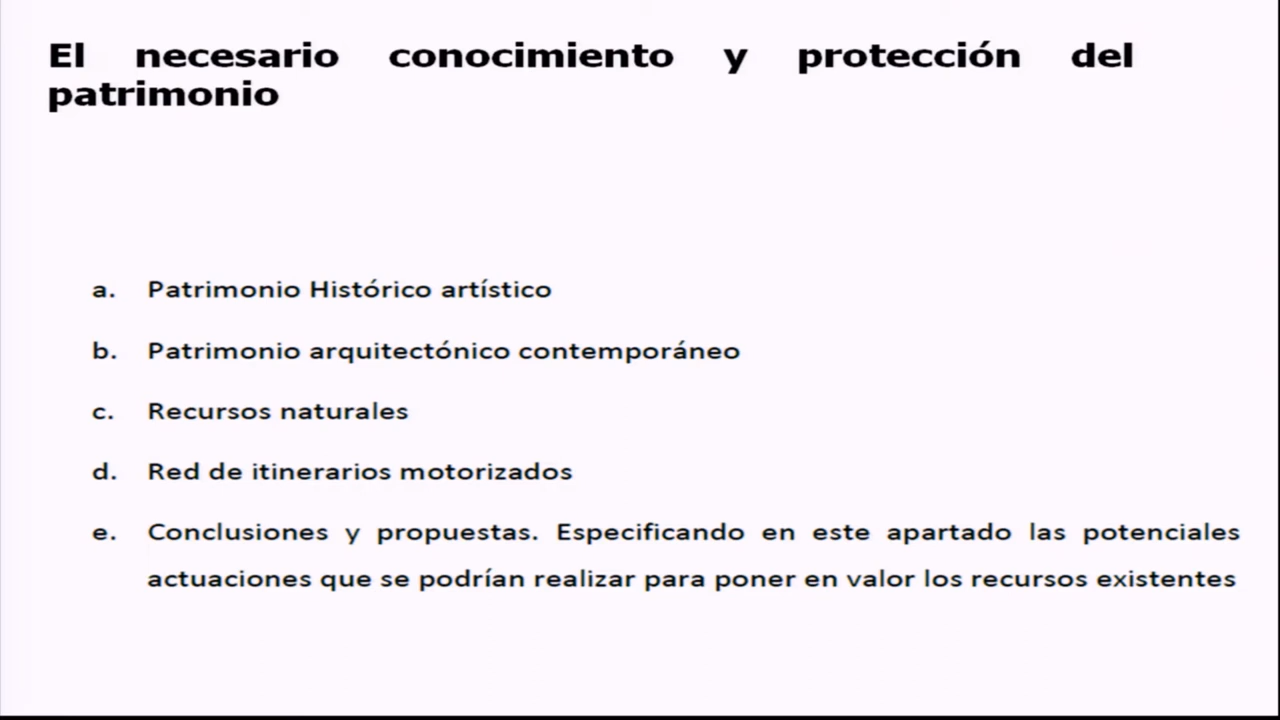 El necesario conocimiento y protección del
patrimonio
a. Patrimonio Histórico artístico
b. Patrimonio arquitectónico contemporáneo
c. Recursos naturales
d. Red de itinerarios motorizados
e. Conclusiones y propuestas. Especificando en este apartado las potenciales
actuaciones que se podrían realizar para poner en valor los recursos existentes